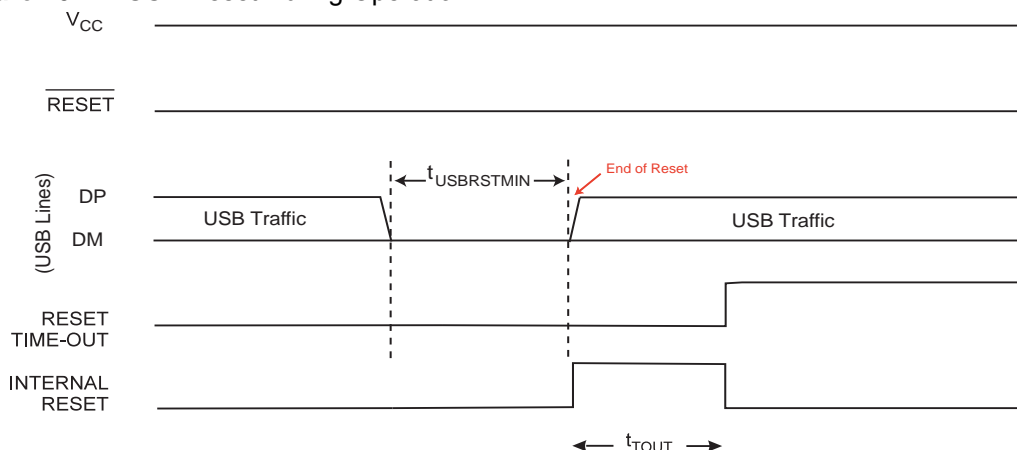 V_CC
RESET
t_USBRSTMIN
End of Reset
(USB Lines)
DP
USB Traffic
USB Traffic
DM
RESET
TIME-OUT
INTERNAL
RESET
t_TOUT